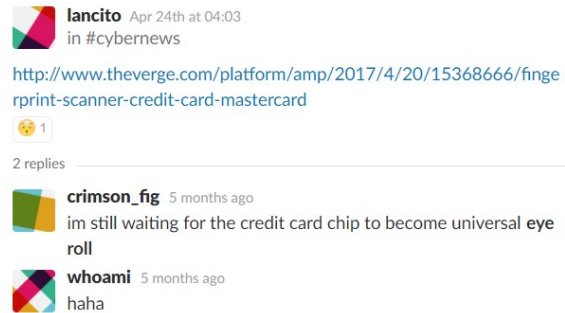 lancito Apr 24th at 04:03
in #cybernews
http://www.theverge.com/platform/amp/2017/4/20/15368666/finge
rprint-scanner-credit-card-mastercard
1
2 replies
crimson_fig 5 months ago
im still waiting for the credit card chip to become universal eye
roll
whoami 5 months ago
haha